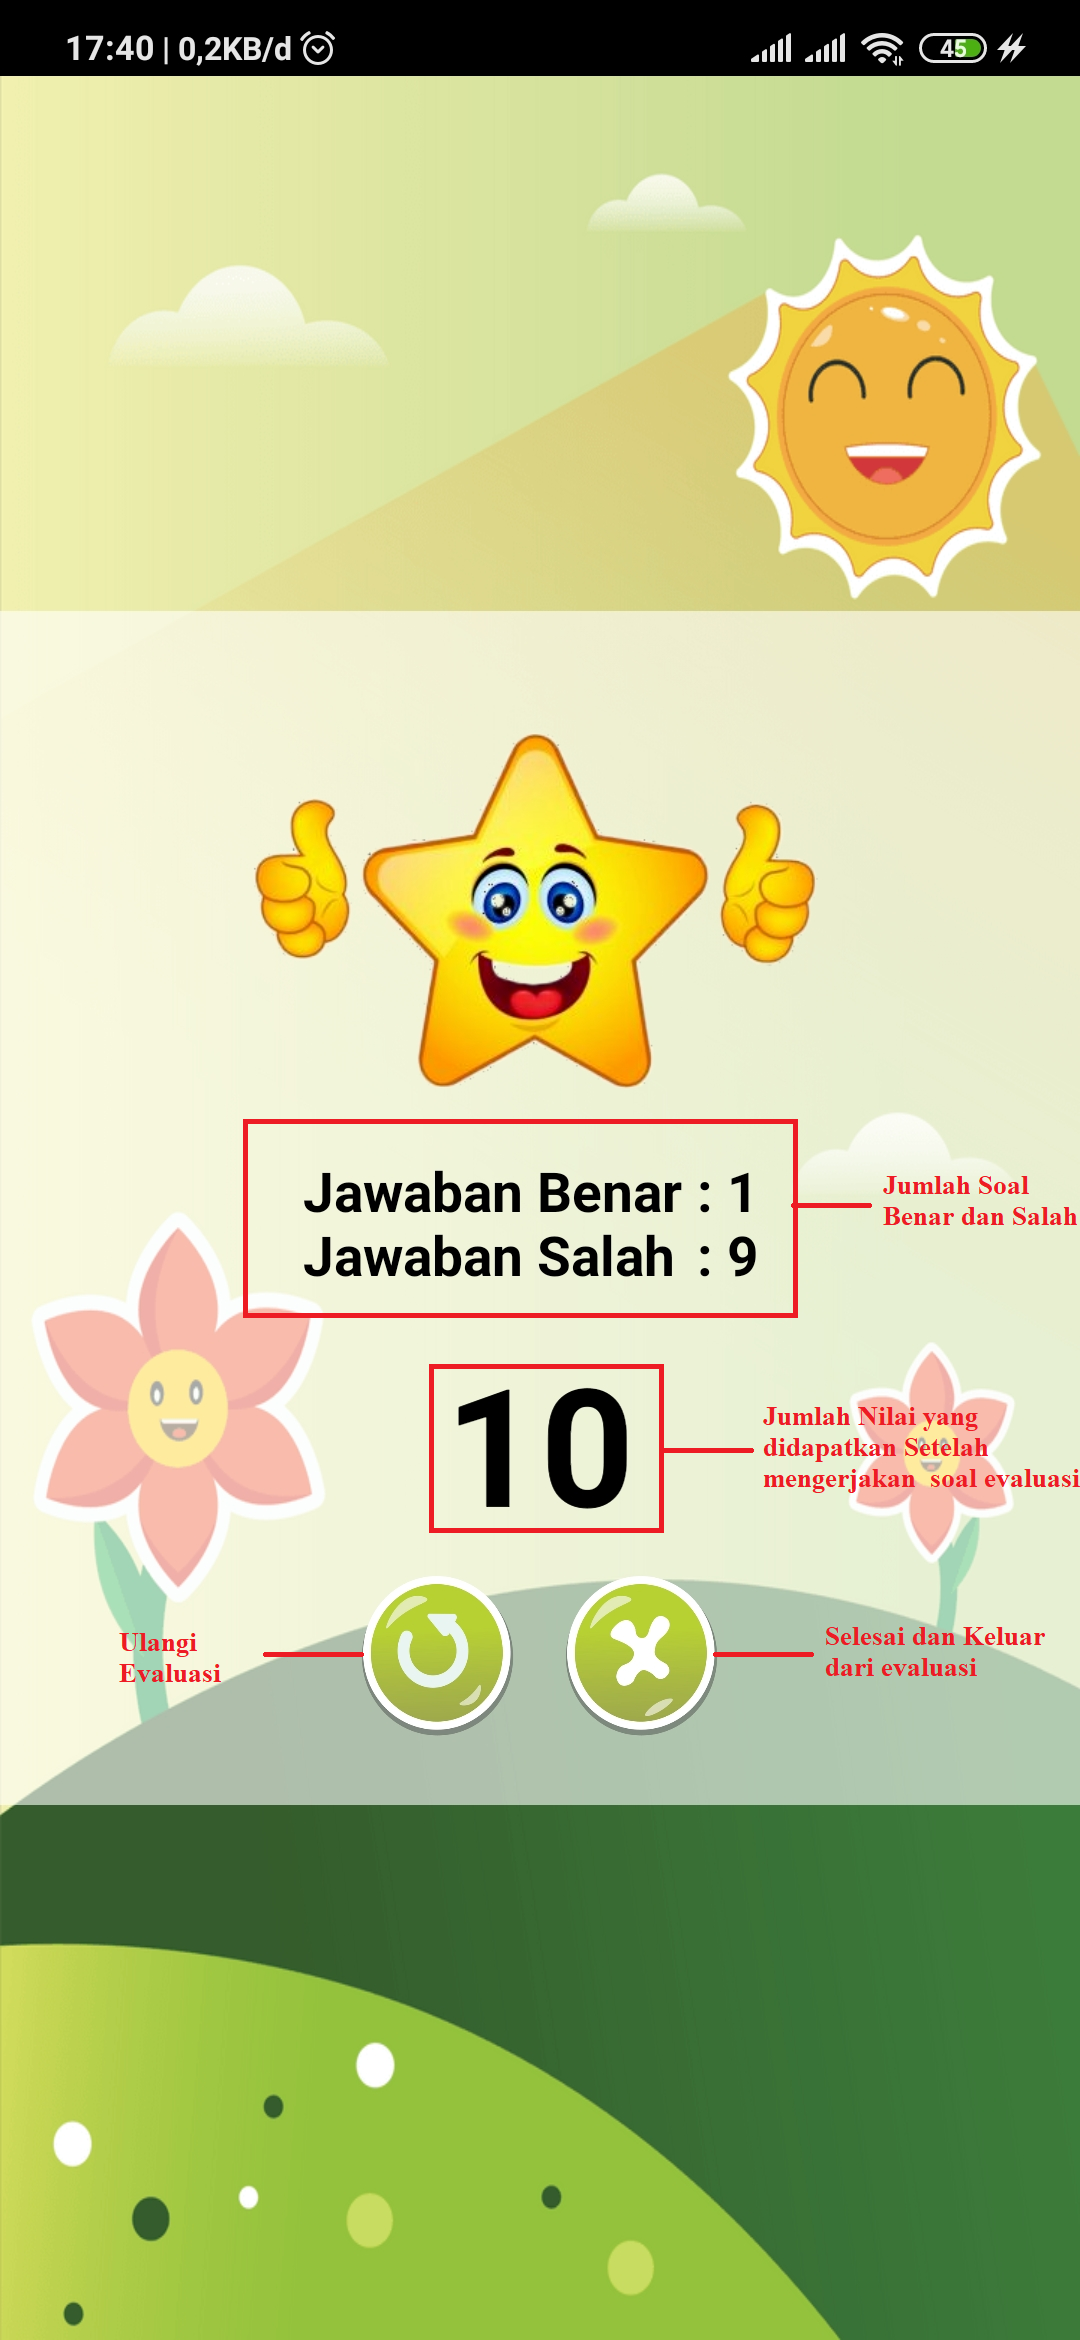 17:40 | 0,2KB/d
45
Jawaban Benar : 1
Jawaban Salah : 9
Jumlah Soal
Benar dan Salah
10
Jumlah Nilai yang
didapatkan Setelah
mengerjakan soal evaluasi
Ulangi
Evaluasi
Selesai dan Keluar
dari evaluasi